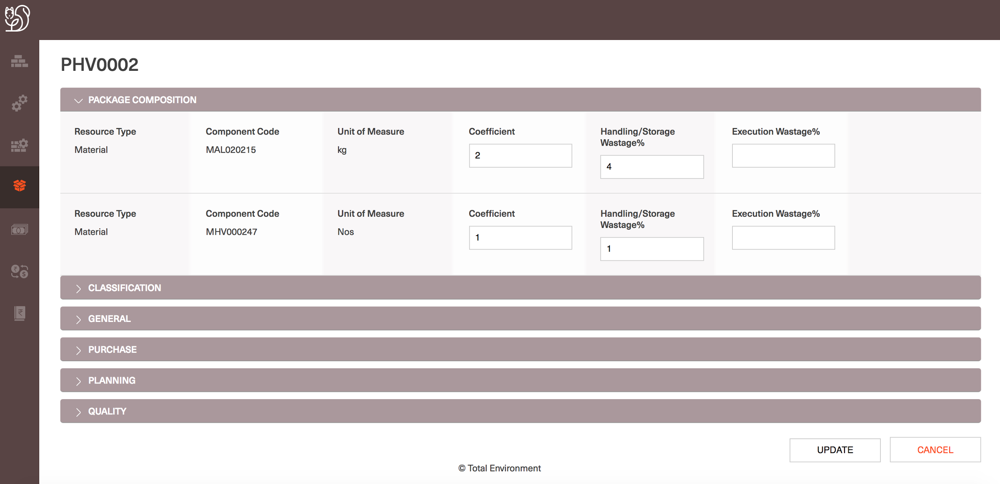 PHV0002
PACKAGE COMPOSITION
Resource Type
Component Code
Unit of Measure
Coefficient
Handling/Storage
Wastage%
Execution Wastage%
Material
MAL020215
kg
2
4
Resource Type
Component Code
Unit of Measure
Coefficient
Handling/Storage
Wastage%
Execution Wastage%
Material
MHV000247
Nos
1
1
CLASSIFICATION
GENERAL
PURCHASE
PLANNING
QUALITY
UPDATE
CANCEL
© Total Environment